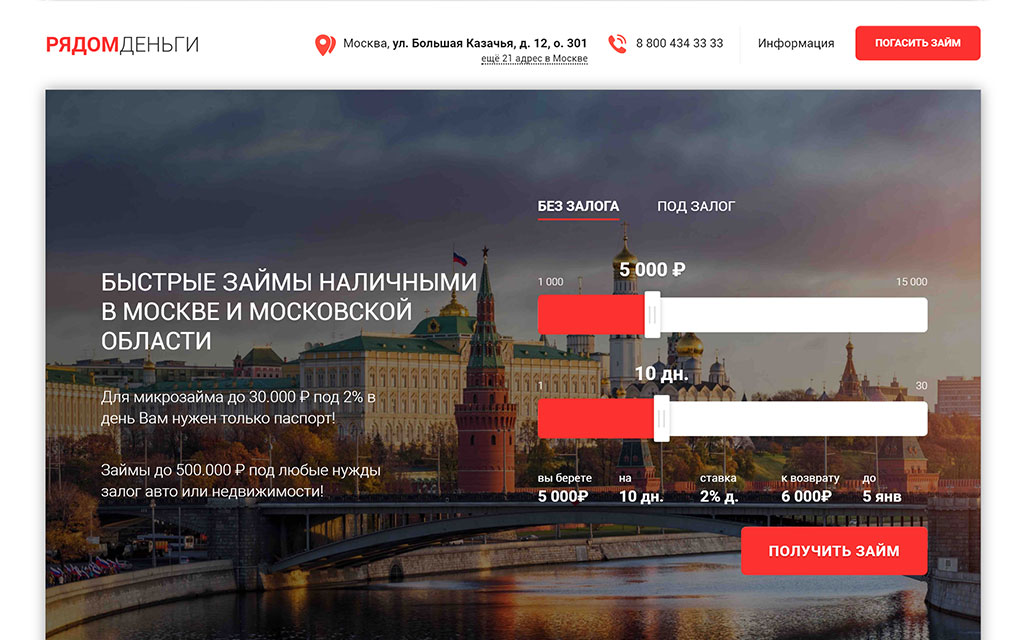 РЯДОМДЕНЬГИ
Москва, ул. Большая Казачья, д. 12, о. 301
ещё 21 адрес в Москве
8 800 434 33 33
Информация
ПОГАСИТЬ ЗАЙМ
БЫСТРЫЕ ЗАЙМЫ НАЛИЧНЫМИ
В МОСКВЕ И МОСКОВСКОЙ
ОБЛАСТИ
Для микрозайма до 30.000 ₽ под 2% в
день Вам нужен только паспорт!
Займы до 500.000 ₽ под любые нужды
залог авто или недвижимости!
БЕЗ ЗАЛОГА ПОД ЗАЛОГ
5 000 ₽
1 000 15 000
10 дн.
1 30
вы берете на ставка к возврату до
5 000₽ 10 дн. 2% д. 6 000₽ 5 янв
ПОЛУЧИТЬ ЗАЙМ